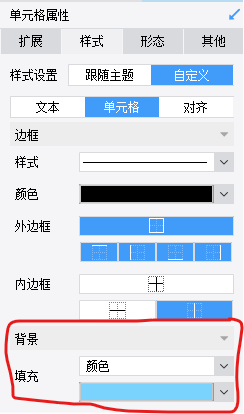 单元格属性
扩展 样式 形态 其他
样式设置 跟随主题 自定义
文本 单元格 对齐
边框
样式
颜色
外边框
内边框
背景
填充 颜色